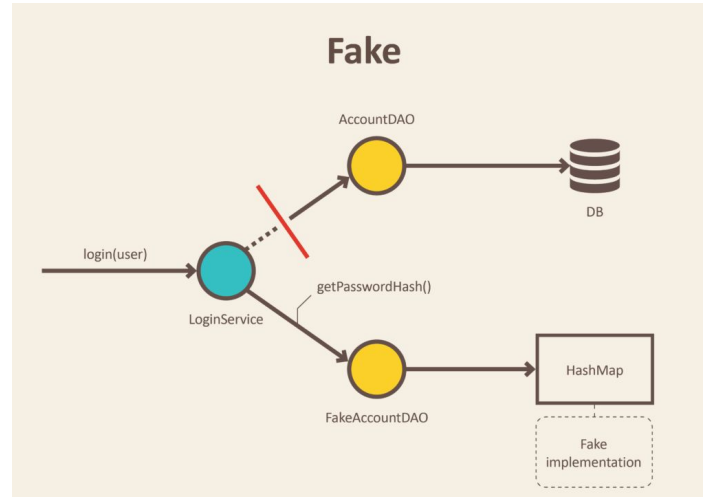 Fake
AccountDAO
DB
login(user)
getPasswordHash()
LoginService
HashMap
FakeAccountDAO
Fake
implementation